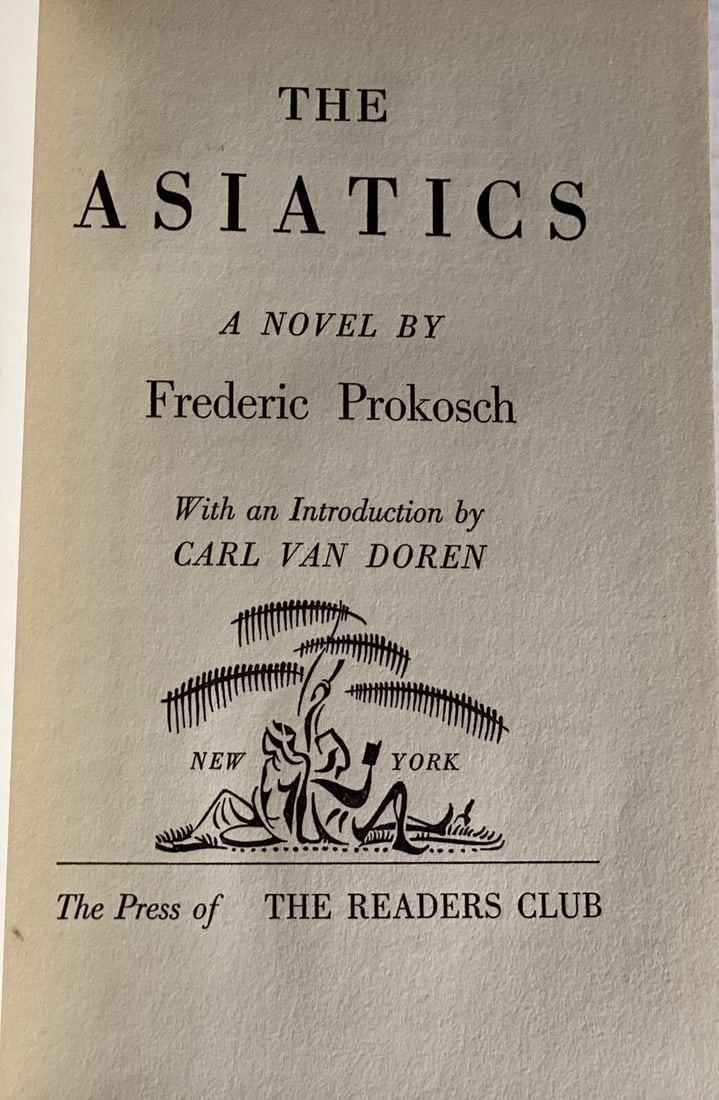 THE
ASIATICS
A NOVEL BY
Frederic Prokosch
With an Introduction by
CARL VAN DOREN
NEW YORK
The Press of THE READERS CLUB